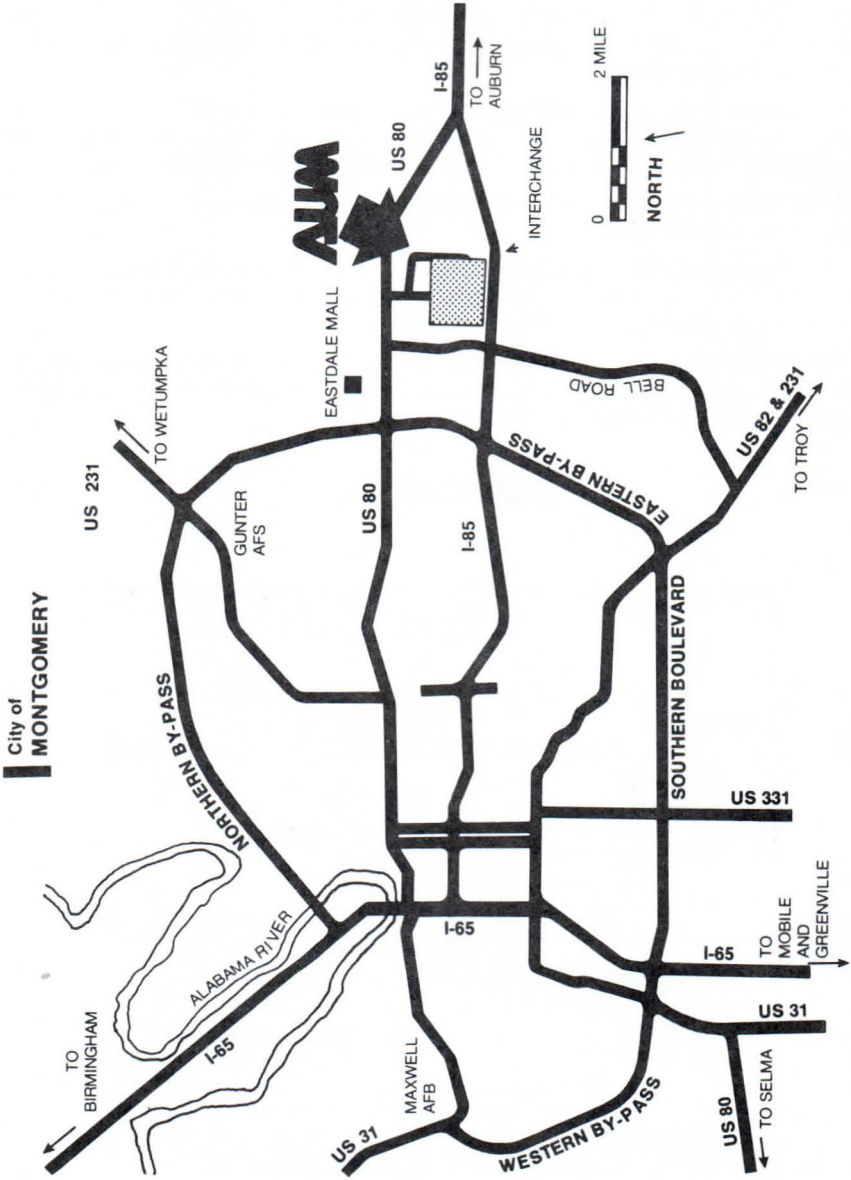 City of
MONTGOMERY
US 231
TO WETUMPKA
GUNTER
AFS
NORTHERN BY-PASS
ALABAMA RIVER
TO
BIRMINGHAM
I-65
EASTDALE MALL
AUM
US 80
I-85
TO
AUBURN
US 80
I-85
INTERCHANGE
0
2 MILE
NORTH
BELL ROAD
EASTERN BY-PASS
US 82 & 231
TO TROY
SOUTHERN BOULEVARD
US 331
I-65
I-65
TO
MOBILE
AND
GREENVILLE
MAXWELL
AFB
US 31
WESTERN BY-PASS
US 31
US 80
TO SELMA